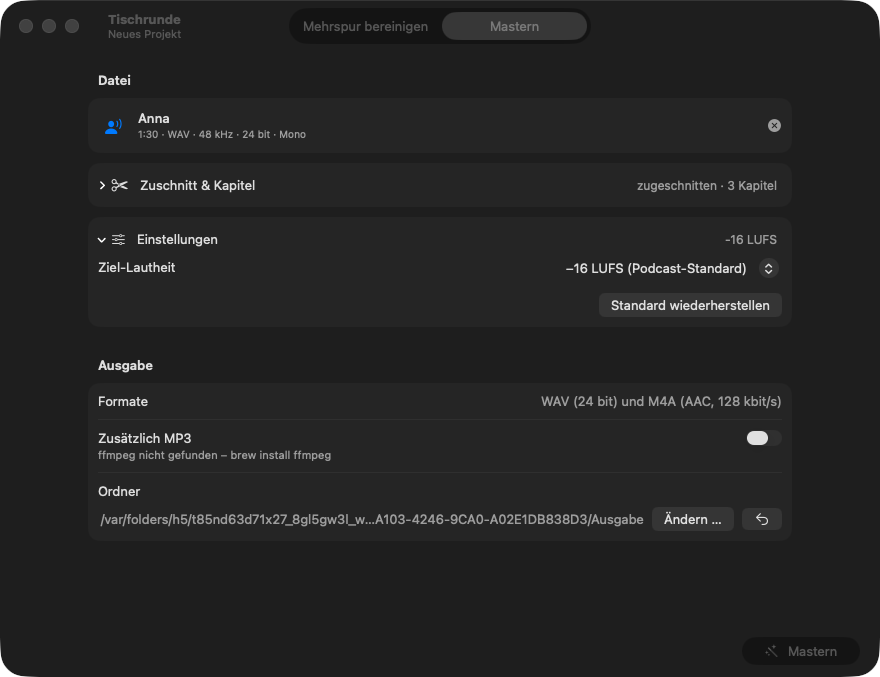 Tischrunde
Neues Projekt
Mehrspur bereinigen
Mastern
Datei
Anna
1:30 · WAV · 48 kHz · 24 bit · Mono
Zuschnitt & Kapitel
zugeschnitten · 3 Kapitel
Einstellungen
-16 LUFS
Ziel-Lautheit
−16 LUFS (Podcast-Standard)
Standard wiederherstellen
Ausgabe
Formate
WAV (24 bit) und M4A (AAC, 128 kbit/s)
Zusätzlich MP3
ffmpeg nicht gefunden – brew install ffmpeg
Ordner
/var/folders/h5/t85nd63d71x27_8gl5gw3l_w...A103-4246-9CA0-A02E1DB838D3/Ausgabe
Ändern ...
Mastern